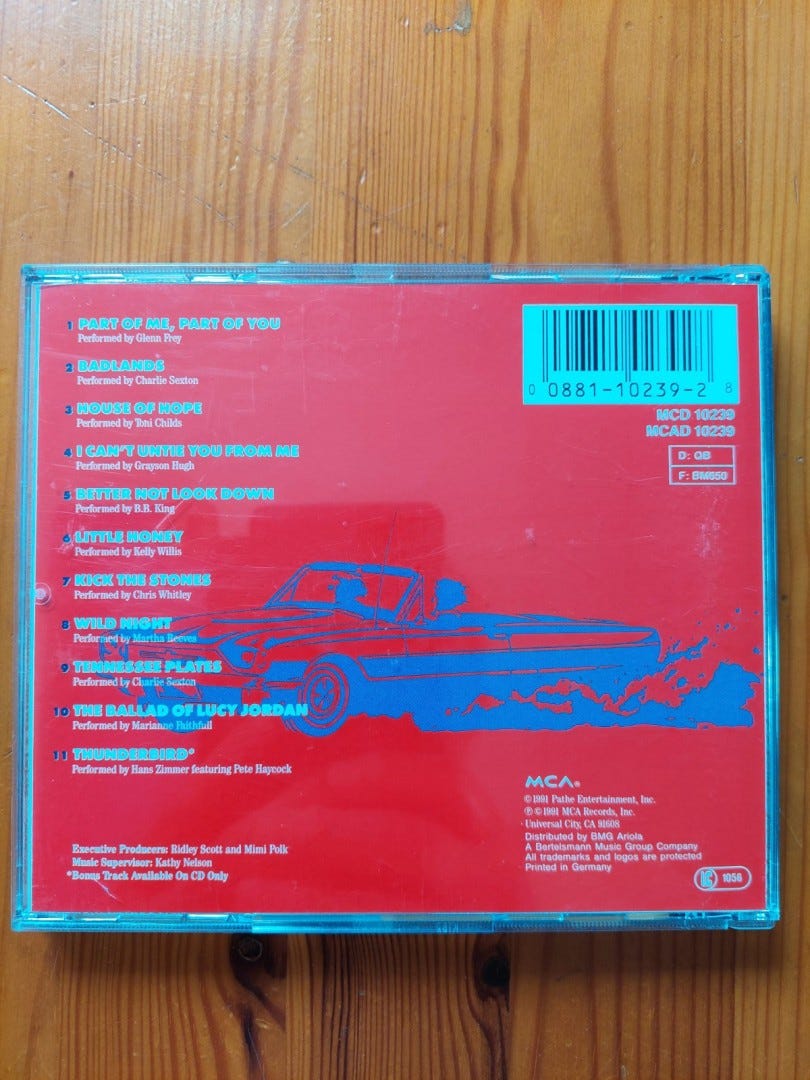 1 PART OF ME, PART OF YOU
Performed by Glenn Frey
2 BADLANDS
Performed by Charlie Sexton
3 HOUSE OF HOPE
Performed by Toni Childs
4 I CAN'T UNTIE YOU FROM ME
Performed by Grayson Hugh
5 BETTER NOT LOOK DOWN
Performed by B.B. King
6 LITTLE HONEY
Performed by Kelly Willis
7 KICK THE STONES
Performed by Chris Whitley
8 WILD NIGHT
Performed by Martha Reeves
9 TENNESSEE PLATES
Performed by Charlie Sexton
10 THE BALLAD OF LUCY JORDAN
Performed by Marianne Faithfull
11 THUNDERBIRD*
Performed by Hans Zimmer featuring Pete Haycock
Executive Producers: Ridley Scott and Mimi Polk
Music Supervisor: Kathy Nelson
*Bonus Track Available On CD Only
0 0881-10239-2 8
MCD 10239
MCAD 10239
D: QB
F: BM650
MCA®
© 1991 Pathe Entertainment, Inc.
℗ © 1991 MCA Records, Inc.
Universal City, CA 91608
Distributed by BMG Ariola
A Bertelsmann Music Group Company
All trademarks and logos are protected
Printed in Germany
LC 1056